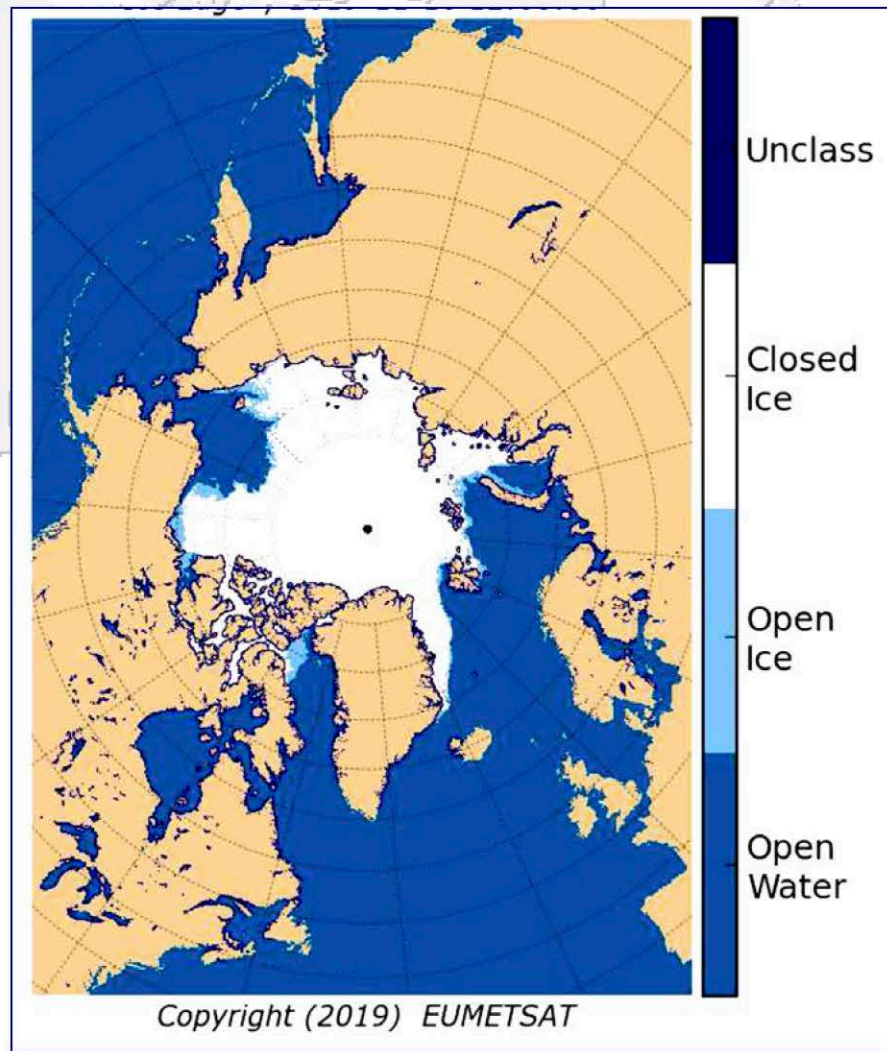 Unclass
Closed
Ice
Open
Ice
Open
Water
Copyright (2019) EUMETSAT